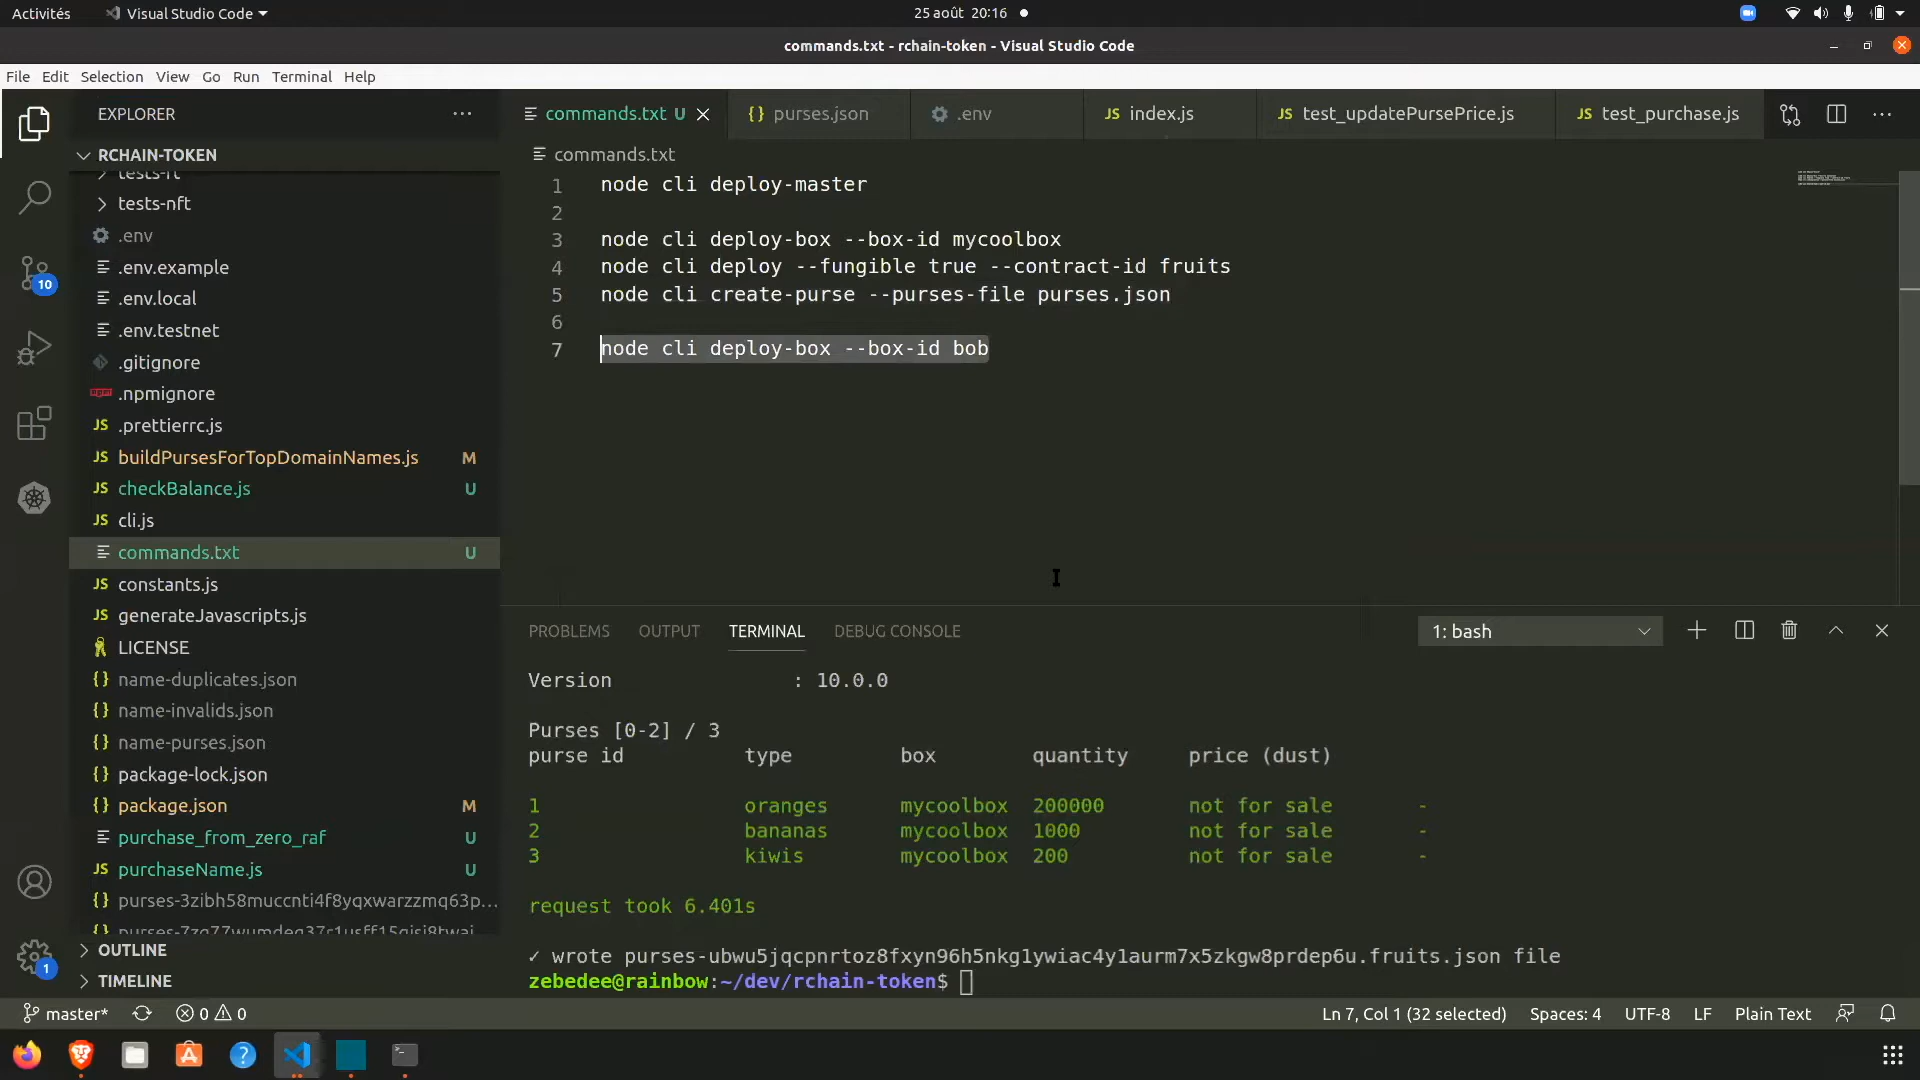 Activités
Visual Studio Code
25 août 20:16
commands.txt - rchain-token - Visual Studio Code
File Edit Selection View Go Run Terminal Help
EXPLORER
RCHAIN-TOKEN
tests-ft
tests-nft
.env
.env.example
.env.local
.env.testnet
.gitignore
.npmignore
.prettierrc.js
buildPursesForTopDomainNames.js M
checkBalance.js U
cli.js
commands.txt U
constants.js
generateJavascripts.js
LICENSE
name-duplicates.json
name-invalids.json
name-purses.json
package-lock.json
package.json M
purchase_from_zero_raf U
purchaseName.js U
purses-3zibh58muccnti4f8yqxwarzzmq63p...
OUTLINE
TIMELINE
10
1
commands.txt U
purses.json
.env
index.js
test_updatePursePrice.js
test_purchase.js
commands.txt
1 node cli deploy-master
2
3 node cli deploy-box --box-id mycoolbox
4 node cli deploy --fungible true --contract-id fruits
5 node cli create-purse --purses-file purses.json
6
7 node cli deploy-box --box-id bob
PROBLEMS OUTPUT TERMINAL DEBUG CONSOLE
1: bash
Version : 10.0.0
Purses [0-2] / 3
purse id type box quantity price (dust)
1 oranges mycoolbox 200000 not for sale -
2 bananas mycoolbox 1000 not for sale -
3 kiwis mycoolbox 200 not for sale -
request took 6.401s
✓ wrote purses-ubwu5jqcpnrtoz8fxyn96h5nkg1ywiac4y1aurm7x5zkgw8prdep6u.fruits.json file
zebedee@rainbow:~/dev/rchain-token$
master* 0 0
Ln 7, Col 1 (32 selected) Spaces: 4 UTF-8 LF Plain Text